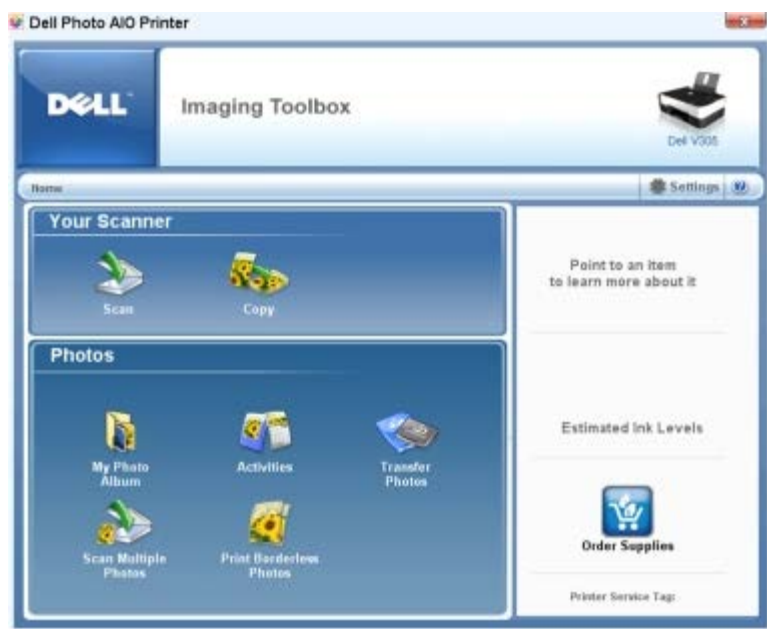 Dell Photo AIO Printer
DELL
Imaging Toolbox
Dell V305
Home
Settings
?
Your Scanner
Scan
Copy
Point to an item
to learn more about it
Photos
My Photo
Album
Activities
Transfer
Photos
Scan Multiple
Photos
Print Borderless
Photos
Estimated Ink Levels
Order Supplies
Printer Service Tag: